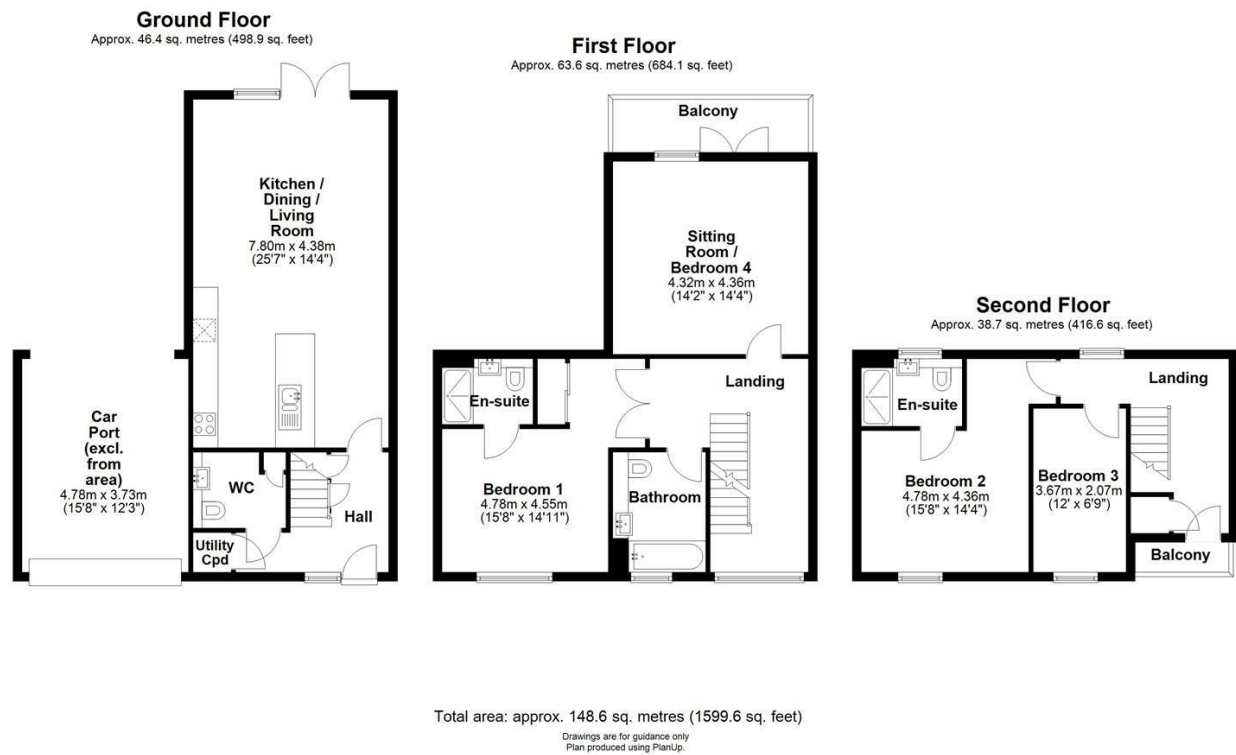 Ground Floor
Approx. 46.4 sq. metres (498.9 sq. feet)
Kitchen /
Dining /
Living
Room
7.80m x 4.38m
(25'7" x 14'4")
Car
Port
(excl.
from
area)
4.78m x 3.73m
(15'8" x 12'3")
WC
Hall
Utility
Cpd
First Floor
Approx. 63.6 sq. metres (684.1 sq. feet)
Balcony
Sitting
Room /
Bedroom 4
4.32m x 4.36m
(14'2" x 14'4")
En-suite
Landing
Bedroom 1
4.78m x 4.55m
(15'8" x 14'11")
Bathroom
Second Floor
Approx. 38.7 sq. metres (416.6 sq. feet)
En-suite
Landing
Bedroom 2
4.78m x 4.36m
(15'8" x 14'4")
Bedroom 3
3.67m x 2.07m
(12' x 6'9")
Balcony
Total area: approx. 148.6 sq. metres (1599.6 sq. feet)
Drawings are for guidance only
Plan produced using PlanUp.